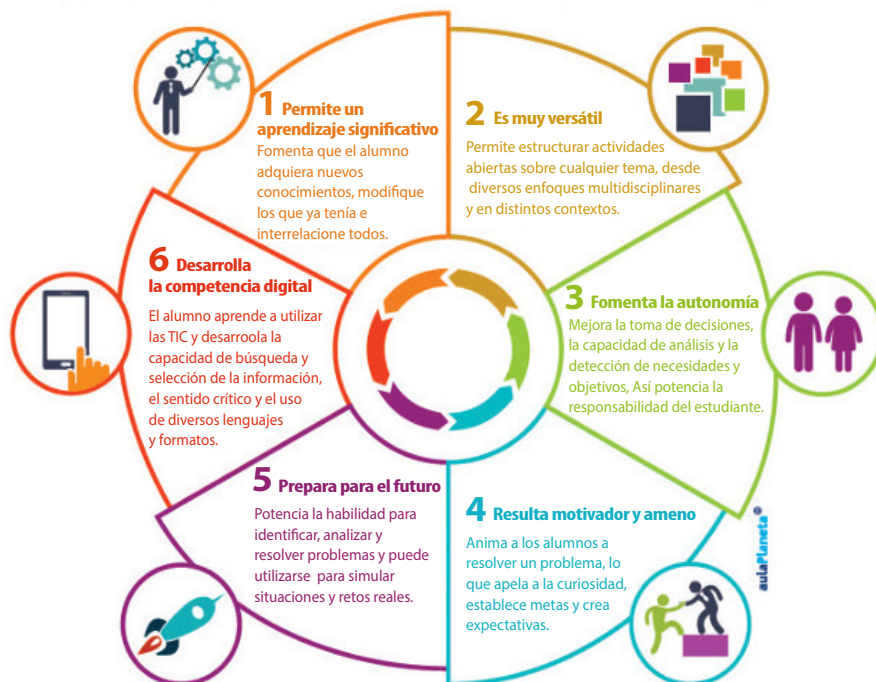 1 Permite un
aprendizaje significativo
Fomenta que el alumno
adquiera nuevos
conocimientos, modifique
los que ya tenía e
interrelacione todos.
2 Es muy versátil
Permite estructurar actividades
abiertas sobre cualquier tema, desde
diversos enfoques multidisciplinares
y en distintos contextos.
3 Fomenta la autonomía
Mejora la toma de decisiones,
la capacidad de análisis y la
detección de necesidades y
objetivos, Así potencia la
responsabilidad del estudiante.
4 Resulta motivador y ameno
Anima a los alumnos a
resolver un problema, lo
que apela a la curiosidad,
establece metas y crea
expectativas.
5 Prepara para el futuro
Potencia la habilidad para
identificar, analizar y
resolver problemas y puede
utilizarse para simular
situaciones y retos reales.
6 Desarrolla
la competencia digital
El alumno aprende a utilizar
las TIC y desarroola la
capacidad de búsqueda y
selección de la información,
el sentido crítico y el uso
de diversos lenguajes
y formatos.
aulaPlaneta®